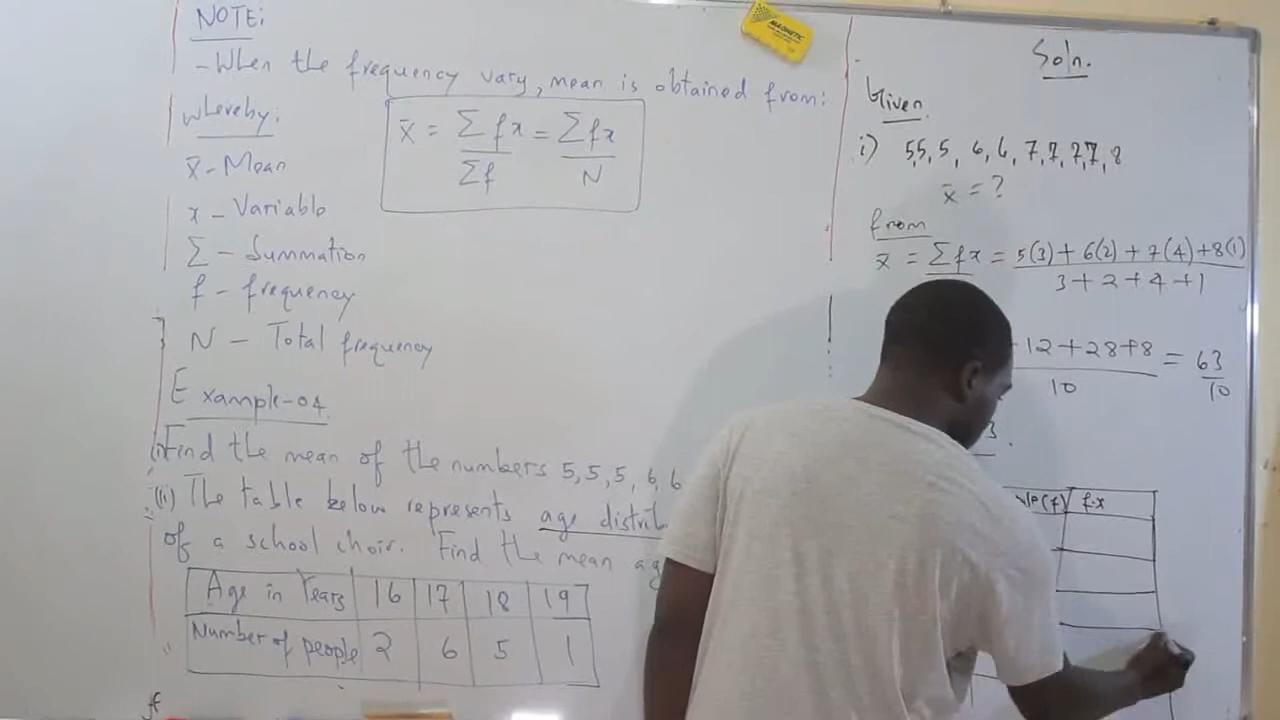 NOTE:
- When the frequency vary, mean is obtained from:
whereby:
x̄ = Σfx / Σf = Σfx / N
x̄ - Mean
x - Variable
Σ - Summation
f - frequency
N - Total frequency
Example-04
(i) Find the mean of the numbers 5, 5, 5, 6, 6
(ii) The table below represents age distrib
of a school choir. Find the mean ag
Age in Years 16 17 18 19
Number of people 2 6 5 1
MAGNETIC
Soln.
Given
i) 5,5, 5, 6, 6, 7, 7, 7, 7, 8
x̄ = ?
from
x̄ = Σfx = 5(3) + 6(2) + 7(4) + 8(1) / 3 + 2 + 4 + 1
12 + 28 + 8 / 10 = 63 / 10
3.
(f) f.x